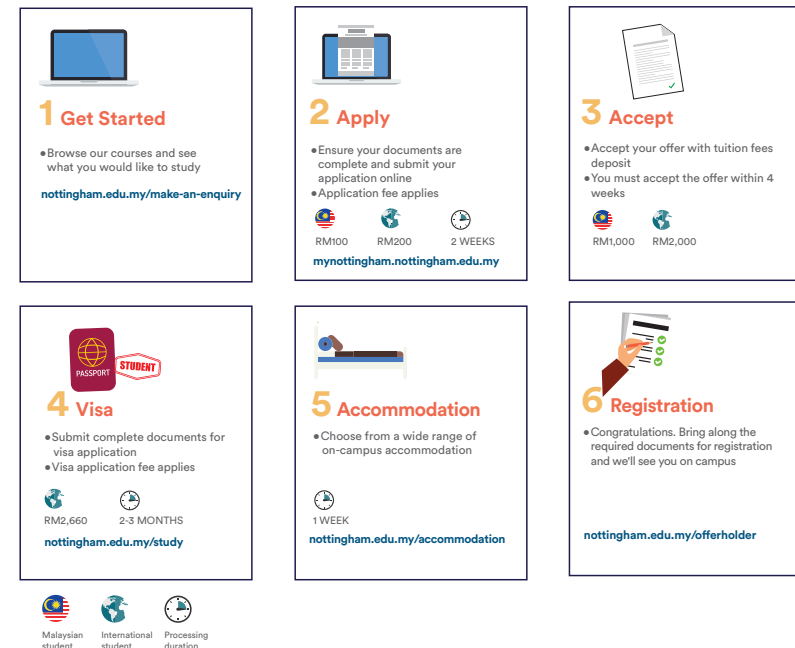 1 Get Started
•Browse our courses and see
what you would like to study
nottingham.edu.my/make-an-enquiry
2 Apply
•Ensure your documents are
complete and submit your
application online
•Application fee applies
RM100 RM200 2 WEEKS
mynottingham.nottingham.edu.my
3 Accept
•Accept your offer with tuition fees
deposit
•You must accept the offer within 4
weeks
RM1,000 RM2,000
PASSPORT
STUDENT
4 Visa
•Submit complete documents for
visa application
•Visa application fee applies
RM2,660 2-3 MONTHS
nottingham.edu.my/study
5 Accommodation
•Choose from a wide range of
on-campus accommodation
1 WEEK
nottingham.edu.my/accommodation
6 Registration
•Congratulations. Bring along the
required documents for registration
and we'll see you on campus
nottingham.edu.my/offerholder
Malaysian International Processing
student student duration